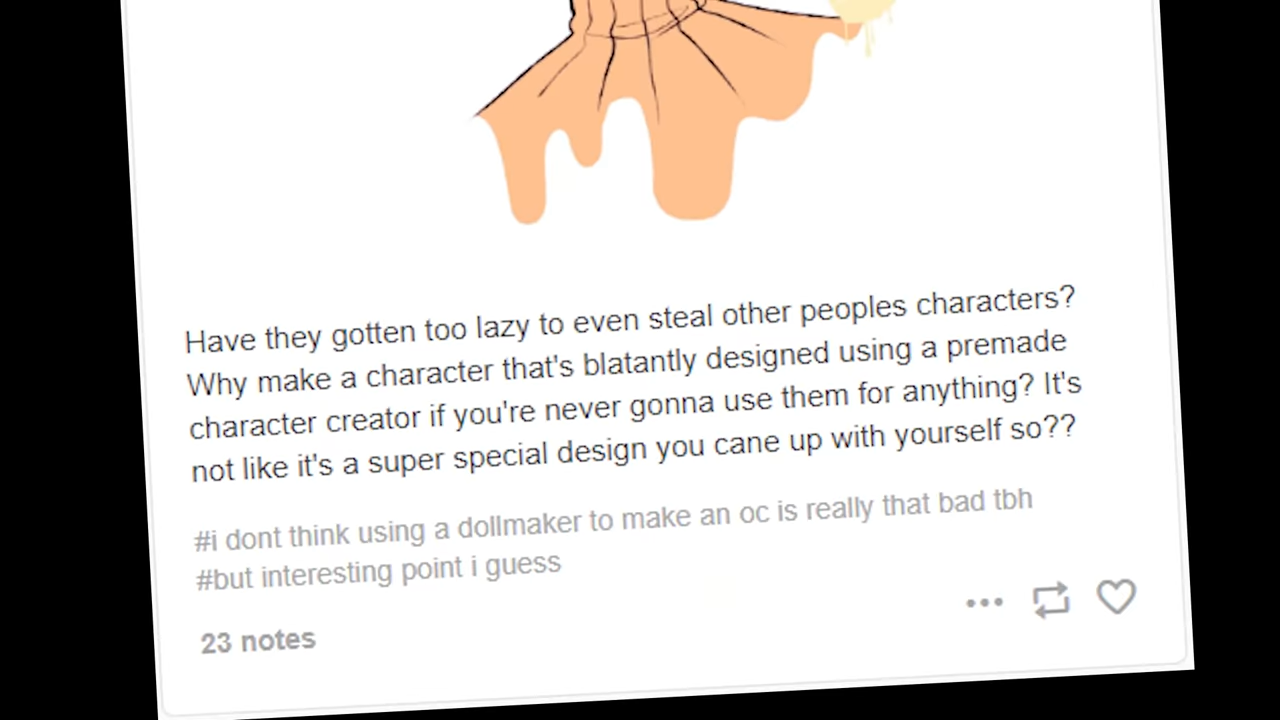 Have they gotten too lazy to even steal other peoples characters?
Why make a character that's blatantly designed using a premade
character creator if you're never gonna use them for anything? It's
not like it's a super special design you cane up with yourself so??
#i dont think using a dollmaker to make an oc is really that bad tbh
#but interesting point i guess
23 notes